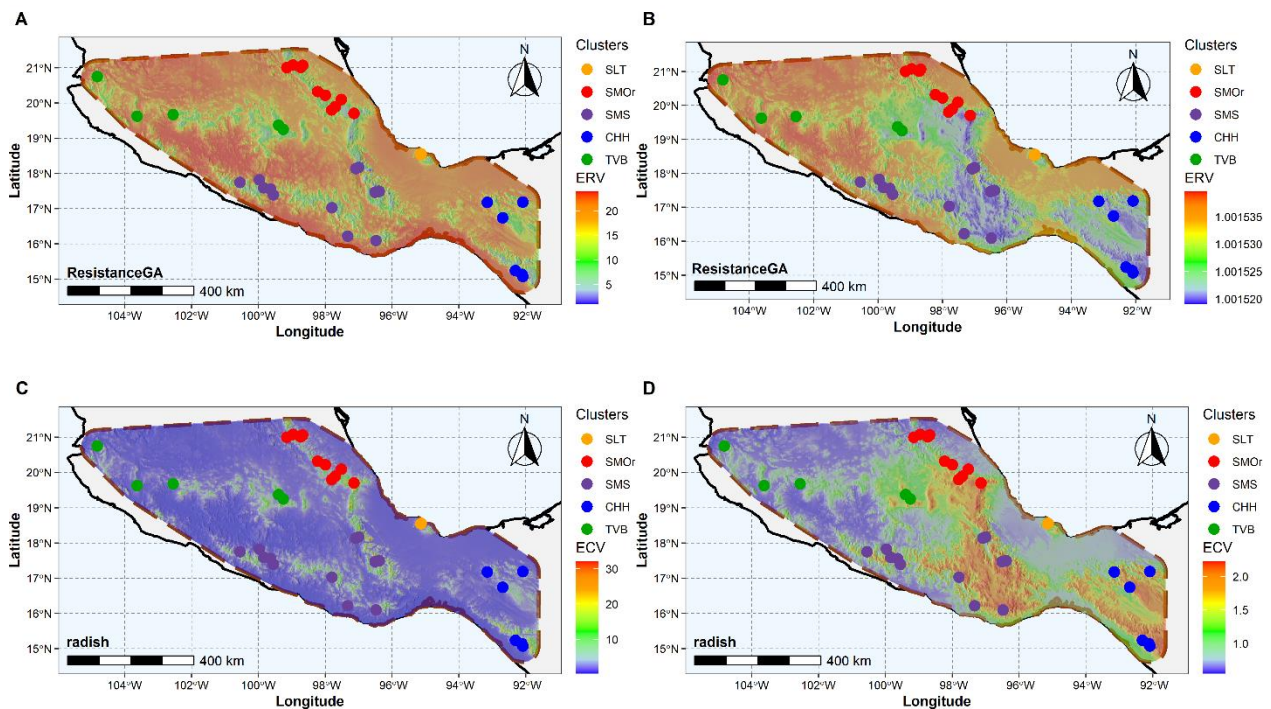 A
21°N
20°N
19°N
18°N
17°N
16°N
15°N
Latitude
104°W
102°W
100°W
98°W
96°W
94°W
92°W
Longitude
N
ResistanceGA
400 km
Clusters
SLT
SMOr
SMS
CHH
TVB
ERV
20
15
10
5
B
21°N
20°N
19°N
18°N
17°N
16°N
15°N
Latitude
104°W
102°W
100°W
98°W
96°W
94°W
92°W
Longitude
N
ResistanceGA
400 km
Clusters
SLT
SMOr
SMS
CHH
TVB
ERV
1.001535
1.001530
1.001525
1.001520
C
21°N
20°N
19°N
18°N
17°N
16°N
15°N
Latitude
104°W
102°W
100°W
98°W
96°W
94°W
92°W
Longitude
N
radish
400 km
Clusters
SLT
SMOr
SMS
CHH
TVB
ECV
30
20
10
D
21°N
20°N
19°N
18°N
17°N
16°N
15°N
Latitude
104°W
102°W
100°W
98°W
96°W
94°W
92°W
Longitude
N
radish
400 km
Clusters
SLT
SMOr
SMS
CHH
TVB
ECV
2.0
1.5
1.0